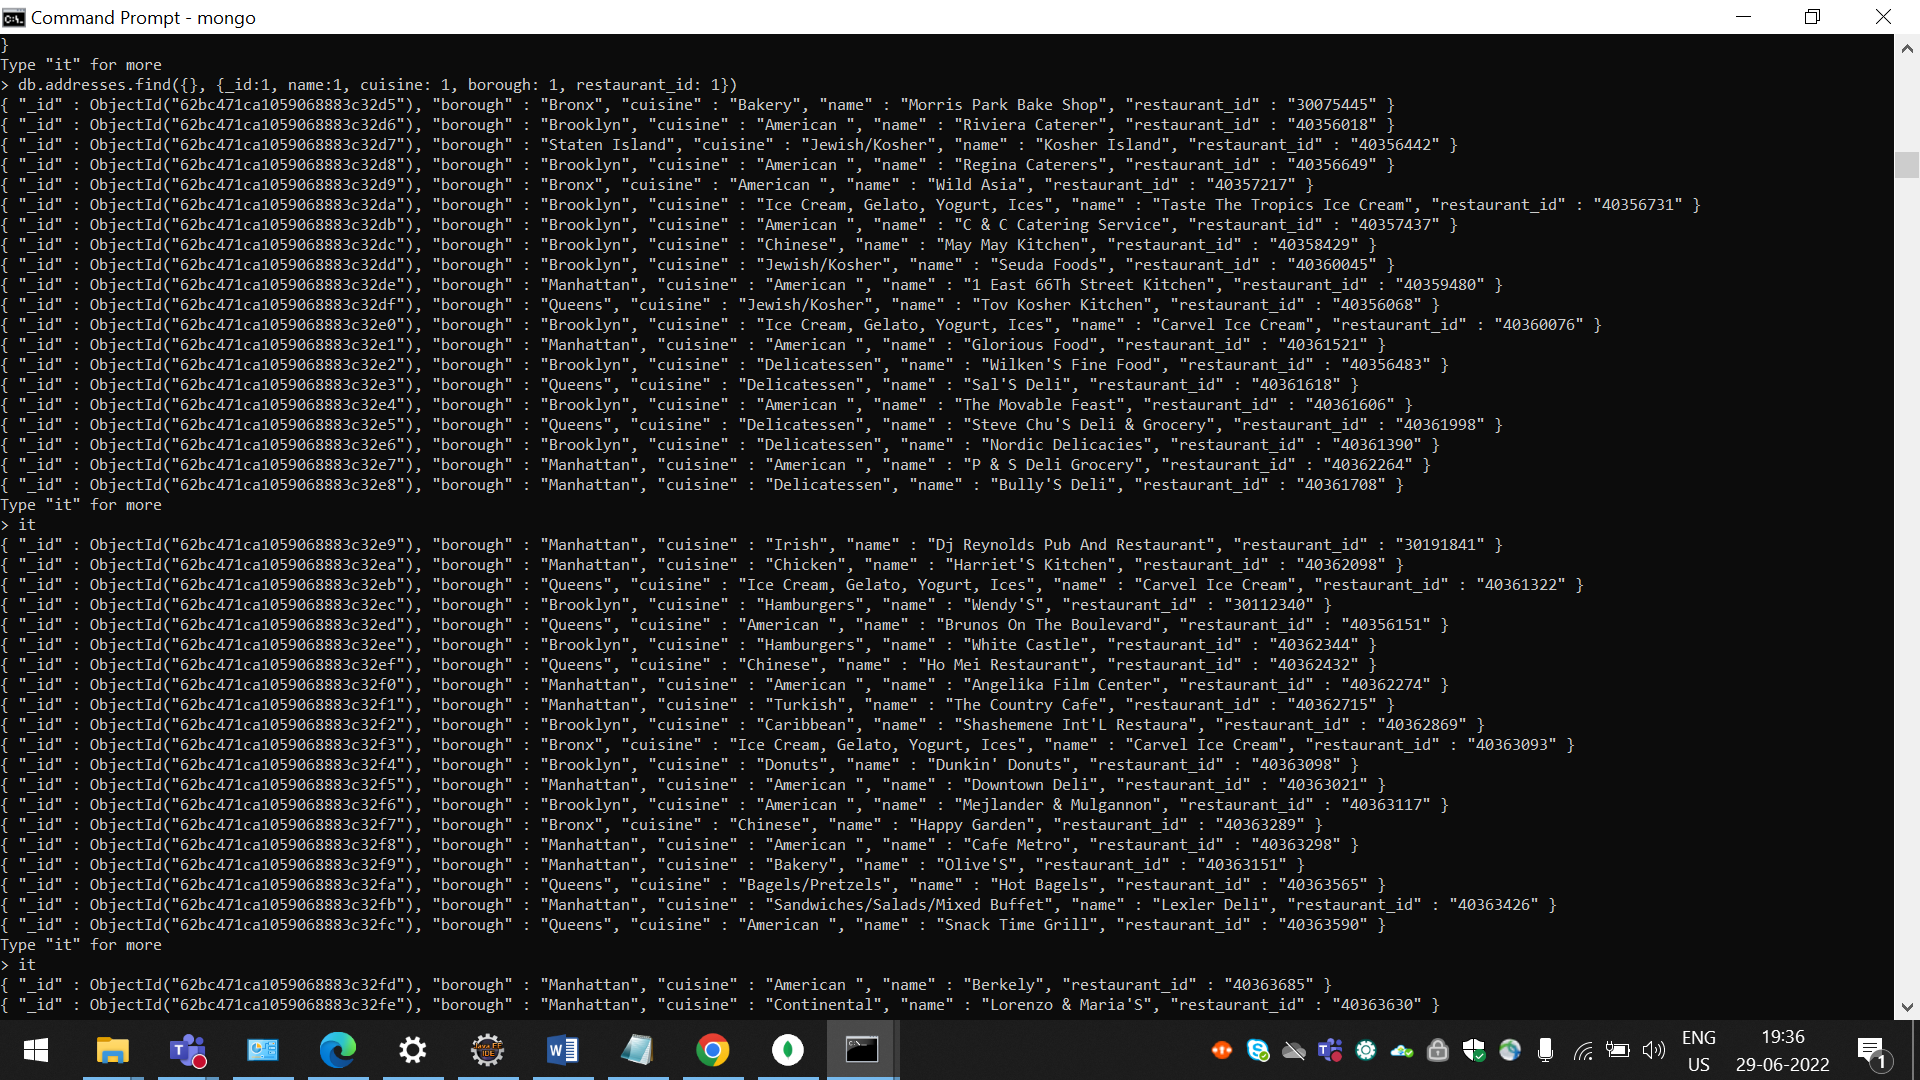 Command Prompt - mongo
}
Type "it" for more
> db.addresses.find({}, {_id:1, name:1, cuisine: 1, borough: 1, restaurant_id: 1})
{ "_id" : ObjectId("62bc471ca1059068883c32d5"), "borough" : "Bronx", "cuisine" : "Bakery", "name" : "Morris Park Bake Shop", "restaurant_id" : "30075445" }
{ "_id" : ObjectId("62bc471ca1059068883c32d6"), "borough" : "Brooklyn", "cuisine" : "American ", "name" : "Riviera Caterer", "restaurant_id" : "40356018" }
{ "_id" : ObjectId("62bc471ca1059068883c32d7"), "borough" : "Staten Island", "cuisine" : "Jewish/Kosher", "name" : "Kosher Island", "restaurant_id" : "40356442" }
{ "_id" : ObjectId("62bc471ca1059068883c32d8"), "borough" : "Brooklyn", "cuisine" : "American ", "name" : "Regina Caterers", "restaurant_id" : "40356649" }
{ "_id" : ObjectId("62bc471ca1059068883c32d9"), "borough" : "Bronx", "cuisine" : "American ", "name" : "Wild Asia", "restaurant_id" : "40357217" }
{ "_id" : ObjectId("62bc471ca1059068883c32da"), "borough" : "Brooklyn", "cuisine" : "Ice Cream, Gelato, Yogurt, Ices", "name" : "Taste The Tropics Ice Cream", "restaurant_id" : "40356731" }
{ "_id" : ObjectId("62bc471ca1059068883c32db"), "borough" : "Brooklyn", "cuisine" : "American ", "name" : "C & C Catering Service", "restaurant_id" : "40357437" }
{ "_id" : ObjectId("62bc471ca1059068883c32dc"), "borough" : "Brooklyn", "cuisine" : "Chinese", "name" : "May May Kitchen", "restaurant_id" : "40358429" }
{ "_id" : ObjectId("62bc471ca1059068883c32dd"), "borough" : "Brooklyn", "cuisine" : "Jewish/Kosher", "name" : "Seuda Foods", "restaurant_id" : "40360045" }
{ "_id" : ObjectId("62bc471ca1059068883c32de"), "borough" : "Manhattan", "cuisine" : "American ", "name" : "1 East 66Th Street Kitchen", "restaurant_id" : "40359480" }
{ "_id" : ObjectId("62bc471ca1059068883c32df"), "borough" : "Queens", "cuisine" : "Jewish/Kosher", "name" : "Tov Kosher Kitchen", "restaurant_id" : "40356068" }
{ "_id" : ObjectId("62bc471ca1059068883c32e0"), "borough" : "Brooklyn", "cuisine" : "Ice Cream, Gelato, Yogurt, Ices", "name" : "Carvel Ice Cream", "restaurant_id" : "40360076" }
{ "_id" : ObjectId("62bc471ca1059068883c32e1"), "borough" : "Manhattan", "cuisine" : "American ", "name" : "Glorious Food", "restaurant_id" : "40361521" }
{ "_id" : ObjectId("62bc471ca1059068883c32e2"), "borough" : "Brooklyn", "cuisine" : "Delicatessen", "name" : "Wilken'S Fine Food", "restaurant_id" : "40356483" }
{ "_id" : ObjectId("62bc471ca1059068883c32e3"), "borough" : "Queens", "cuisine" : "Delicatessen", "name" : "Sal'S Deli", "restaurant_id" : "40361618" }
{ "_id" : ObjectId("62bc471ca1059068883c32e4"), "borough" : "Brooklyn", "cuisine" : "American ", "name" : "The Movable Feast", "restaurant_id" : "40361606" }
{ "_id" : ObjectId("62bc471ca1059068883c32e5"), "borough" : "Queens", "cuisine" : "Delicatessen", "name" : "Steve Chu'S Deli & Grocery", "restaurant_id" : "40361998" }
{ "_id" : ObjectId("62bc471ca1059068883c32e6"), "borough" : "Brooklyn", "cuisine" : "Delicatessen", "name" : "Nordic Delicacies", "restaurant_id" : "40361390" }
{ "_id" : ObjectId("62bc471ca1059068883c32e7"), "borough" : "Manhattan", "cuisine" : "American ", "name" : "P & S Deli Grocery", "restaurant_id" : "40362264" }
{ "_id" : ObjectId("62bc471ca1059068883c32e8"), "borough" : "Manhattan", "cuisine" : "Delicatessen", "name" : "Bully'S Deli", "restaurant_id" : "40361708" }
Type "it" for more
> it
{ "_id" : ObjectId("62bc471ca1059068883c32e9"), "borough" : "Manhattan", "cuisine" : "Irish", "name" : "Dj Reynolds Pub And Restaurant", "restaurant_id" : "30191841" }
{ "_id" : ObjectId("62bc471ca1059068883c32ea"), "borough" : "Manhattan", "cuisine" : "Chicken", "name" : "Harriet'S Kitchen", "restaurant_id" : "40362098" }
{ "_id" : ObjectId("62bc471ca1059068883c32eb"), "borough" : "Queens", "cuisine" : "Ice Cream, Gelato, Yogurt, Ices", "name" : "Carvel Ice Cream", "restaurant_id" : "40361322" }
{ "_id" : ObjectId("62bc471ca1059068883c32ec"), "borough" : "Brooklyn", "cuisine" : "Hamburgers", "name" : "Wendy'S", "restaurant_id" : "30112340" }
{ "_id" : ObjectId("62bc471ca1059068883c32ed"), "borough" : "Queens", "cuisine" : "American ", "name" : "Brunos On The Boulevard", "restaurant_id" : "40356151" }
{ "_id" : ObjectId("62bc471ca1059068883c32ee"), "borough" : "Brooklyn", "cuisine" : "Hamburgers", "name" : "White Castle", "restaurant_id" : "40362344" }
{ "_id" : ObjectId("62bc471ca1059068883c32ef"), "borough" : "Queens", "cuisine" : "Chinese", "name" : "Ho Mei Restaurant", "restaurant_id" : "40362432" }
{ "_id" : ObjectId("62bc471ca1059068883c32f0"), "borough" : "Manhattan", "cuisine" : "American ", "name" : "Angelika Film Center", "restaurant_id" : "40362274" }
{ "_id" : ObjectId("62bc471ca1059068883c32f1"), "borough" : "Manhattan", "cuisine" : "Turkish", "name" : "The Country Cafe", "restaurant_id" : "40362715" }
{ "_id" : ObjectId("62bc471ca1059068883c32f2"), "borough" : "Brooklyn", "cuisine" : "Caribbean", "name" : "Shashemene Int'L Restaura", "restaurant_id" : "40362869" }
{ "_id" : ObjectId("62bc471ca1059068883c32f3"), "borough" : "Bronx", "cuisine" : "Ice Cream, Gelato, Yogurt, Ices", "name" : "Carvel Ice Cream", "restaurant_id" : "40363093" }
{ "_id" : ObjectId("62bc471ca1059068883c32f4"), "borough" : "Brooklyn", "cuisine" : "Donuts", "name" : "Dunkin' Donuts", "restaurant_id" : "40363098" }
{ "_id" : ObjectId("62bc471ca1059068883c32f5"), "borough" : "Manhattan", "cuisine" : "American ", "name" : "Downtown Deli", "restaurant_id" : "40363021" }
{ "_id" : ObjectId("62bc471ca1059068883c32f6"), "borough" : "Brooklyn", "cuisine" : "American ", "name" : "Mejlander & Mulgannon", "restaurant_id" : "40363117" }
{ "_id" : ObjectId("62bc471ca1059068883c32f7"), "borough" : "Bronx", "cuisine" : "Chinese", "name" : "Happy Garden", "restaurant_id" : "40363289" }
{ "_id" : ObjectId("62bc471ca1059068883c32f8"), "borough" : "Manhattan", "cuisine" : "American ", "name" : "Cafe Metro", "restaurant_id" : "40363298" }
{ "_id" : ObjectId("62bc471ca1059068883c32f9"), "borough" : "Manhattan", "cuisine" : "Bakery", "name" : "Olive'S", "restaurant_id" : "40363151" }
{ "_id" : ObjectId("62bc471ca1059068883c32fa"), "borough" : "Queens", "cuisine" : "Bagels/Pretzels", "name" : "Hot Bagels", "restaurant_id" : "40363565" }
{ "_id" : ObjectId("62bc471ca1059068883c32fb"), "borough" : "Manhattan", "cuisine" : "Sandwiches/Salads/Mixed Buffet", "name" : "Lexler Deli", "restaurant_id" : "40363426" }
{ "_id" : ObjectId("62bc471ca1059068883c32fc"), "borough" : "Queens", "cuisine" : "American ", "name" : "Snack Time Grill", "restaurant_id" : "40363590" }
Type "it" for more
> it
{ "_id" : ObjectId("62bc471ca1059068883c32fd"), "borough" : "Manhattan", "cuisine" : "American ", "name" : "Berkely", "restaurant_id" : "40363685" }
{ "_id" : ObjectId("62bc471ca1059068883c32fe"), "borough" : "Manhattan", "cuisine" : "Continental", "name" : "Lorenzo & Maria'S", "restaurant_id" : "40363630" }
ENG
US
19:36
29-06-2022
1